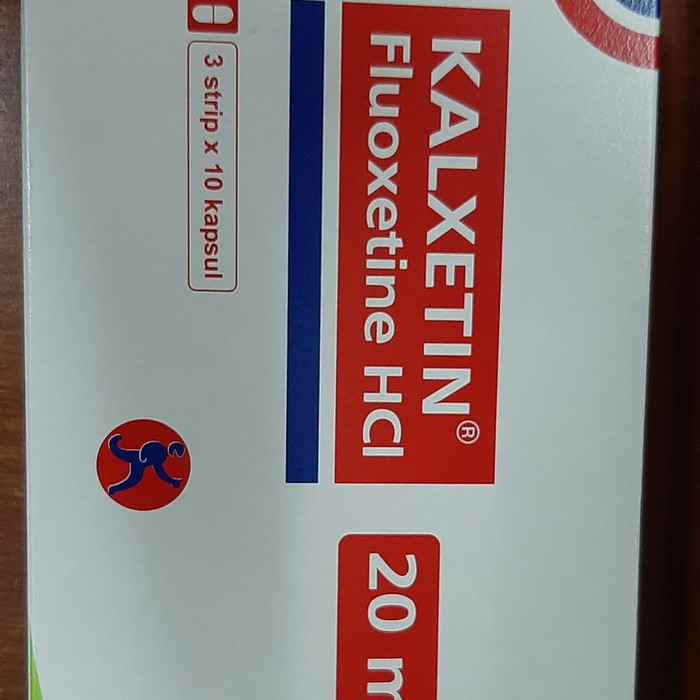 KALXETIN®
Fluoxetine HCl
20 m
3 strip x 10 kapsul